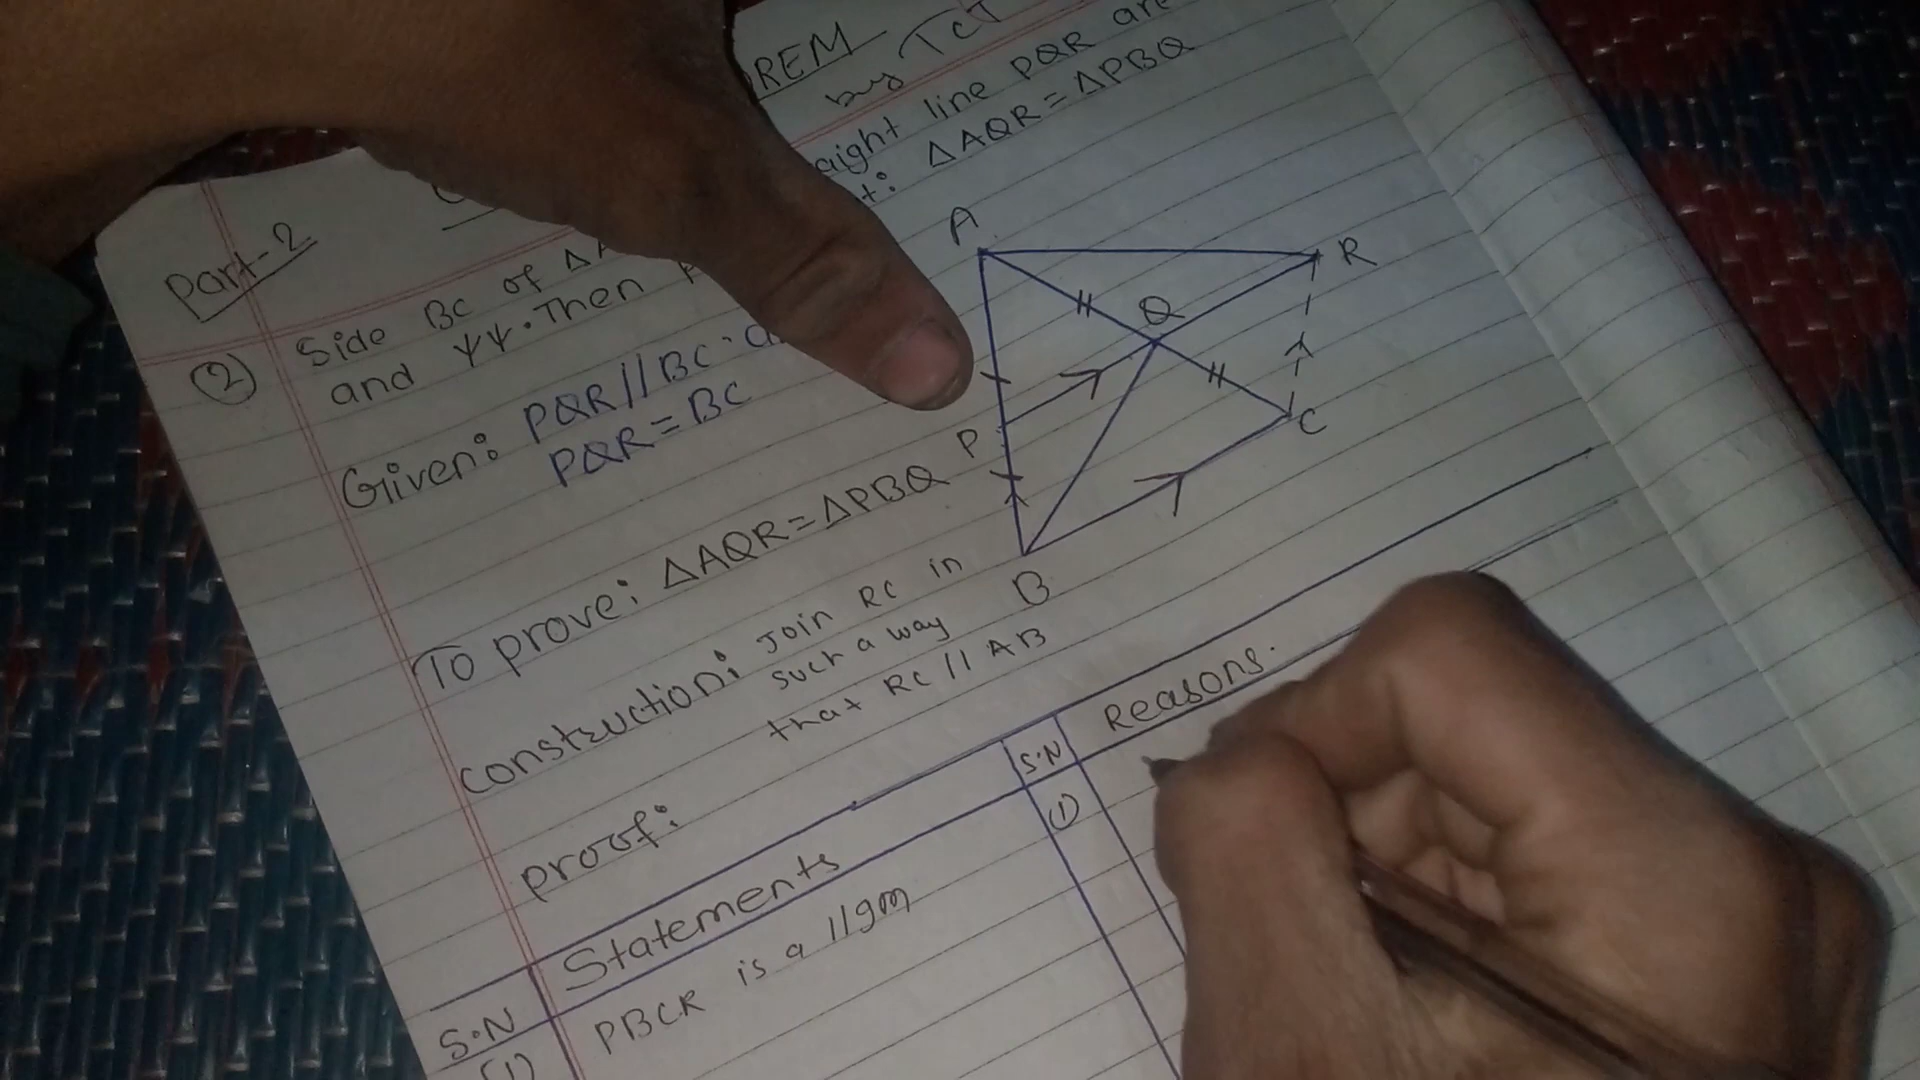 REM
by TCT
Part-2
② Side BC of ΔA
aight line PQR are
and ΨΨ. Then
t: ΔAQR = ΔPBQ
Given: PQR//BC.
PQR = BC
To prove: ΔAQR = ΔPBQ
Construction: Join RC in
such a way
that RC // AB
A
R
Q
P
C
B
proof:
S.N Statements S.N Reasons.
(1) PBCR is a //gm (1)